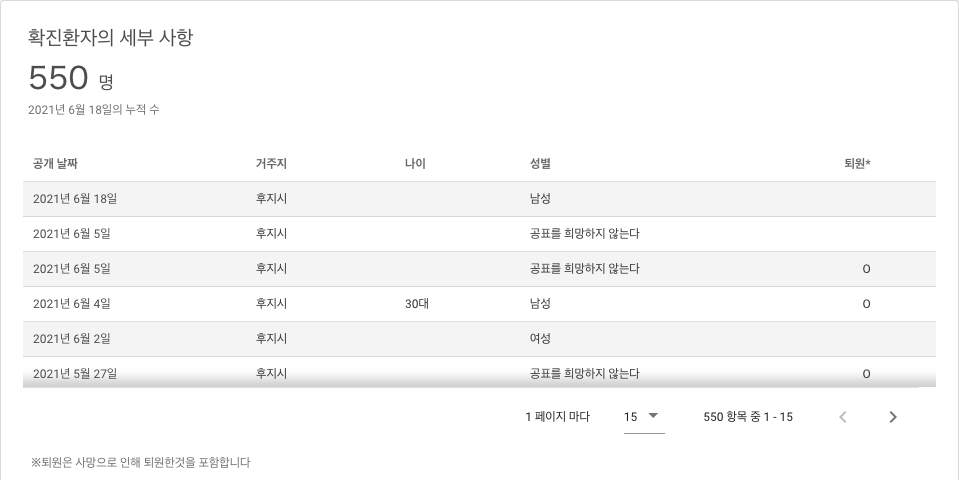 확진환자의 세부 사항
550 명
2021년 6월 18일의 누적 수
공개 날짜 거주지 나이 성별 퇴원*
2021년 6월 18일 후지시 남성
2021년 6월 5일 후지시 공표를 희망하지 않는다
2021년 6월 5일 후지시 공표를 희망하지 않는다 O
2021년 6월 4일 후지시 30대 남성 O
2021년 6월 2일 후지시 여성
2021년 5월 27일 후지시 공표를 희망하지 않는다 O
1 페이지 마다 15 550 항목 중 1 - 15
※퇴원은 사망으로 인해 퇴원한것을 포함합니다